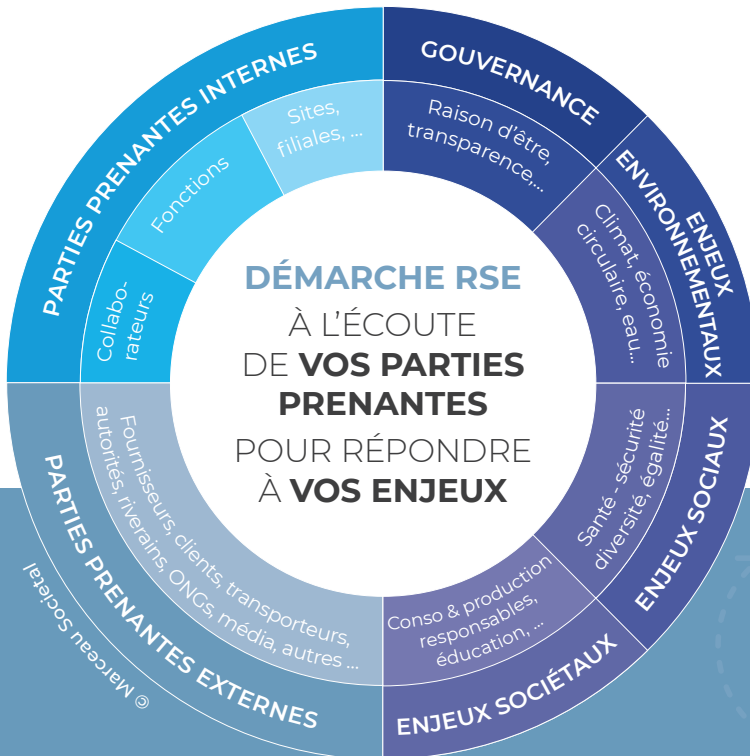 DÉMARCHE RSE
À L'ÉCOUTE
DE VOS PARTIES
PRENANTES
POUR RÉPONDRE
À VOS ENJEUX
GOUVERNANCE
Raison d'être,
transparence,...
ENJEUX
ENVIRONNEMENTAUX
Climat, économie
circulaire, eau...
ENJEUX SOCIAUX
Santé - sécurité
diversité, égalité...
ENJEUX SOCIÉTAUX
Conso & production
responsables,
éducation, ...
PARTIES PRENANTES EXTERNES
Fournisseurs, clients, transporteurs,
autorités, riverains, ONGs, média, autres ...
PARTIES PRENANTES INTERNES
Collabo-
rateurs
Fonctions
Sites,
filiales, ...
© Marceau Sociétal